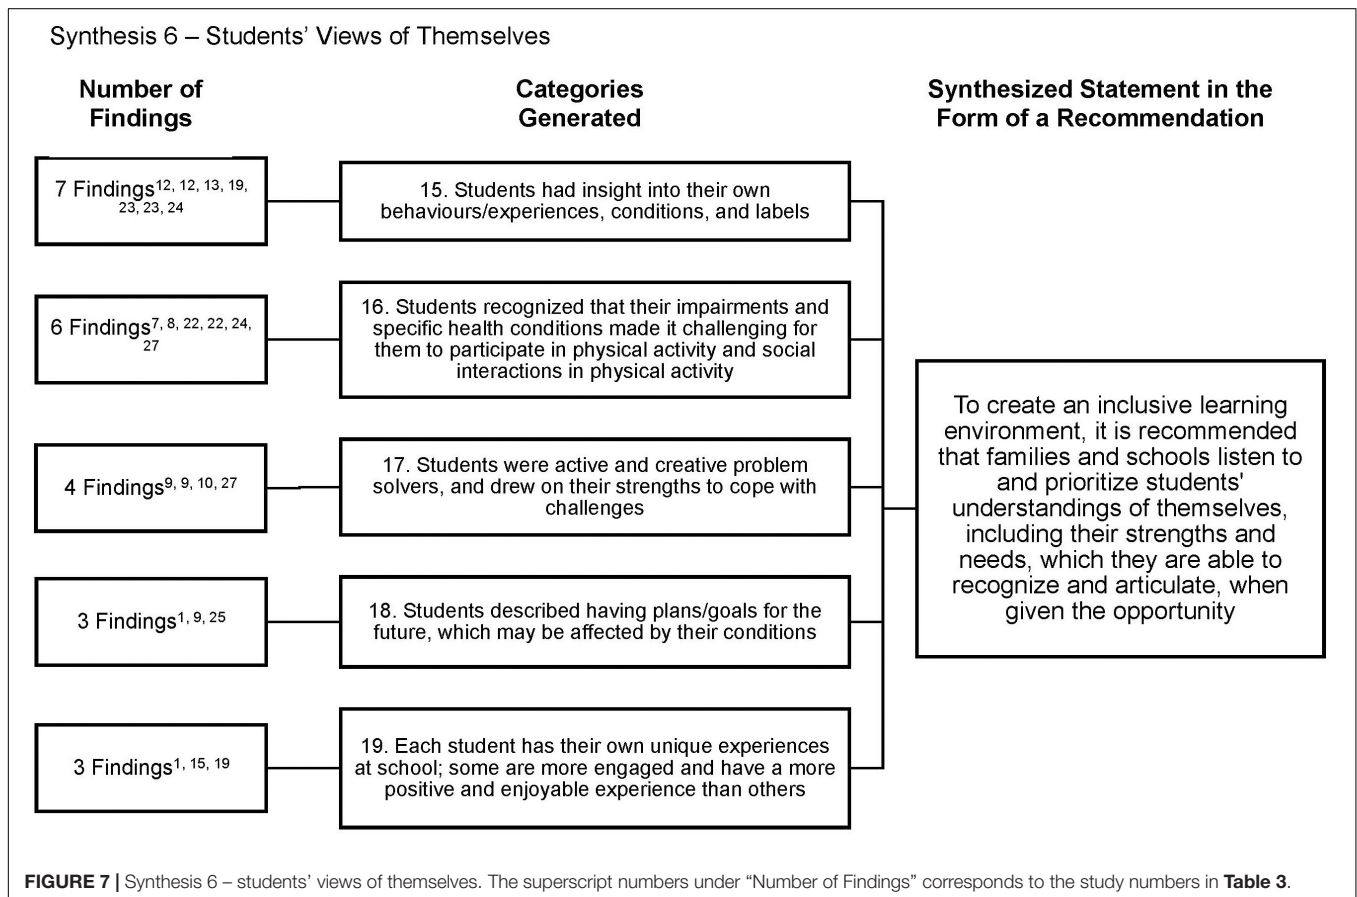 Synthesis 6 – Students' Views of Themselves
Number of
Findings
Categories
Generated
Synthesized Statement in the
Form of a Recommendation
7 Findings12, 12, 13, 19,
23, 23, 24
15. Students had insight into their own
behaviours/experiences, conditions, and labels
6 Findings7, 8, 22, 22, 24,
27
16. Students recognized that their impairments and
specific health conditions made it challenging for
them to participate in physical activity and social
interactions in physical activity
4 Findings9, 9, 10, 27
17. Students were active and creative problem
solvers, and drew on their strengths to cope with
challenges
3 Findings1, 9, 25
18. Students described having plans/goals for the
future, which may be affected by their conditions
3 Findings1, 15, 19
19. Each student has their own unique experiences
at school; some are more engaged and have a more
positive and enjoyable experience than others
To create an inclusive learning
environment, it is recommended
that families and schools listen to
and prioritize students'
understandings of themselves,
including their strengths and
needs, which they are able to
recognize and articulate, when
given the opportunity
FIGURE 7 | Synthesis 6 – students' views of themselves. The superscript numbers under "Number of Findings" corresponds to the study numbers in Table 3.